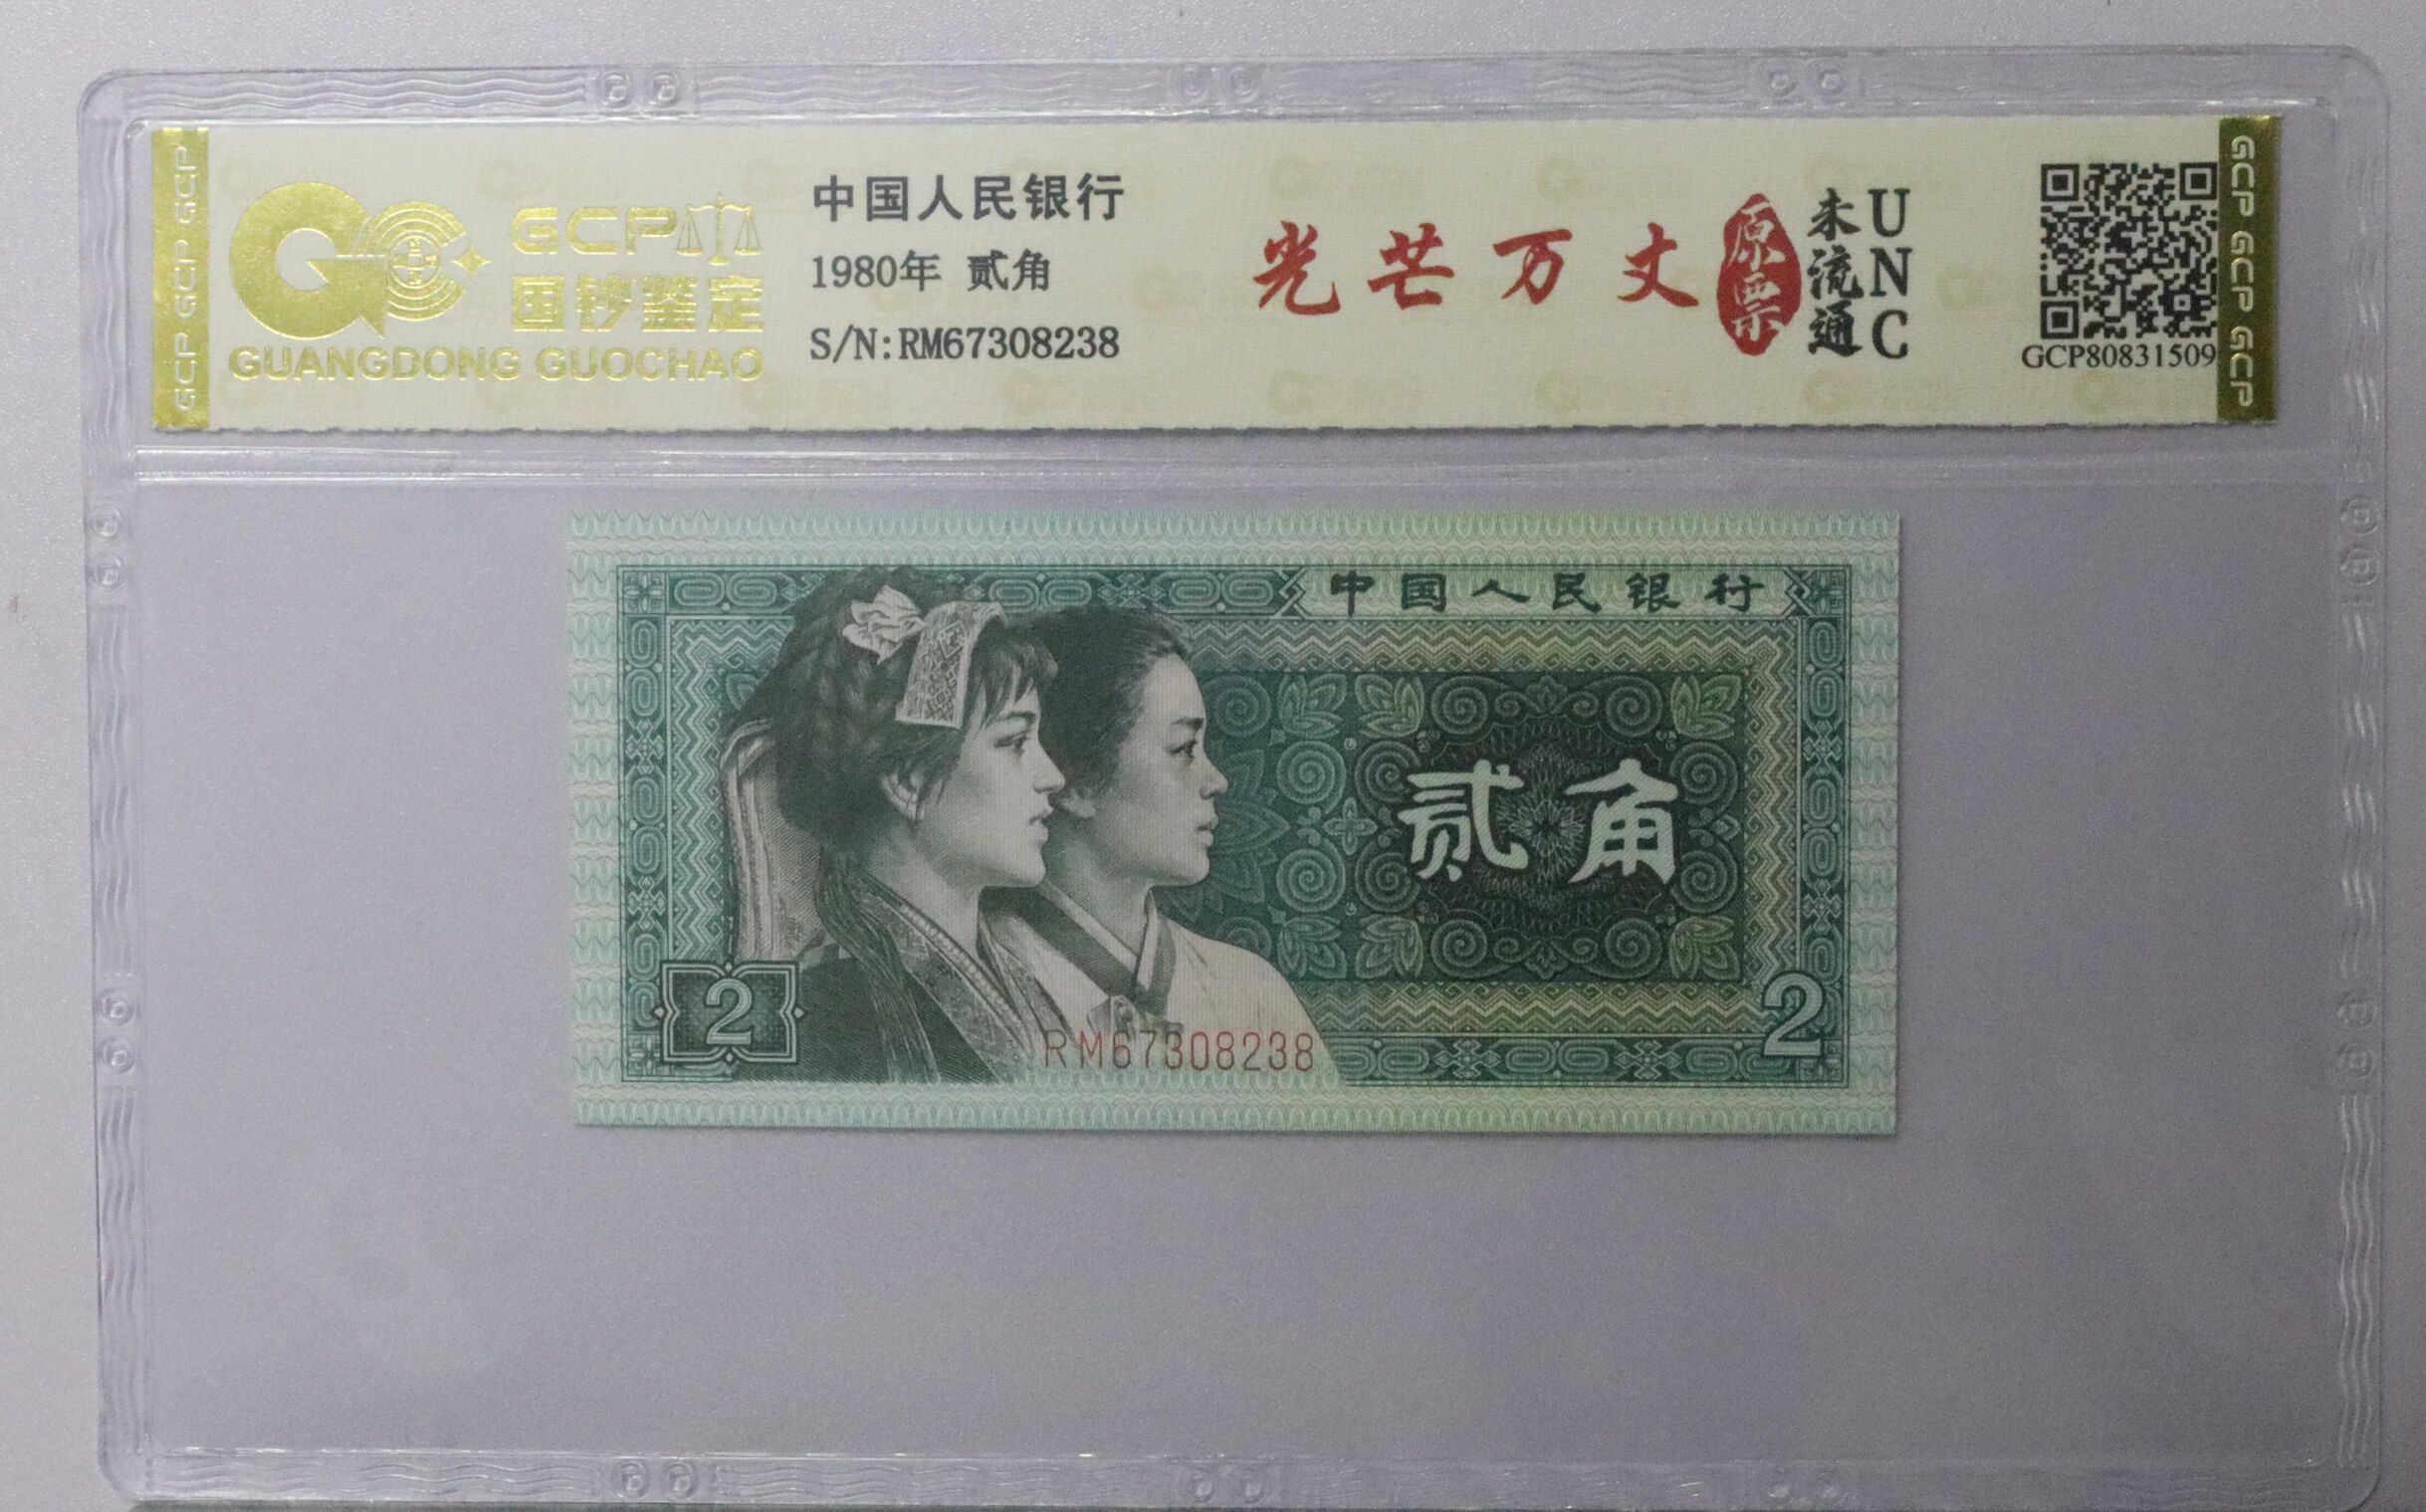 GCP GCP GCP
GCP
国钞鉴定
GUANGDONG GUOCHAO
中国人民银行
1980年 贰角
S/N:RM67308238
光芒万丈
原票
未流通
UNC
GCP80831509
GCP GCP GCP
中国人民银行
贰角
2
RM67308238
2